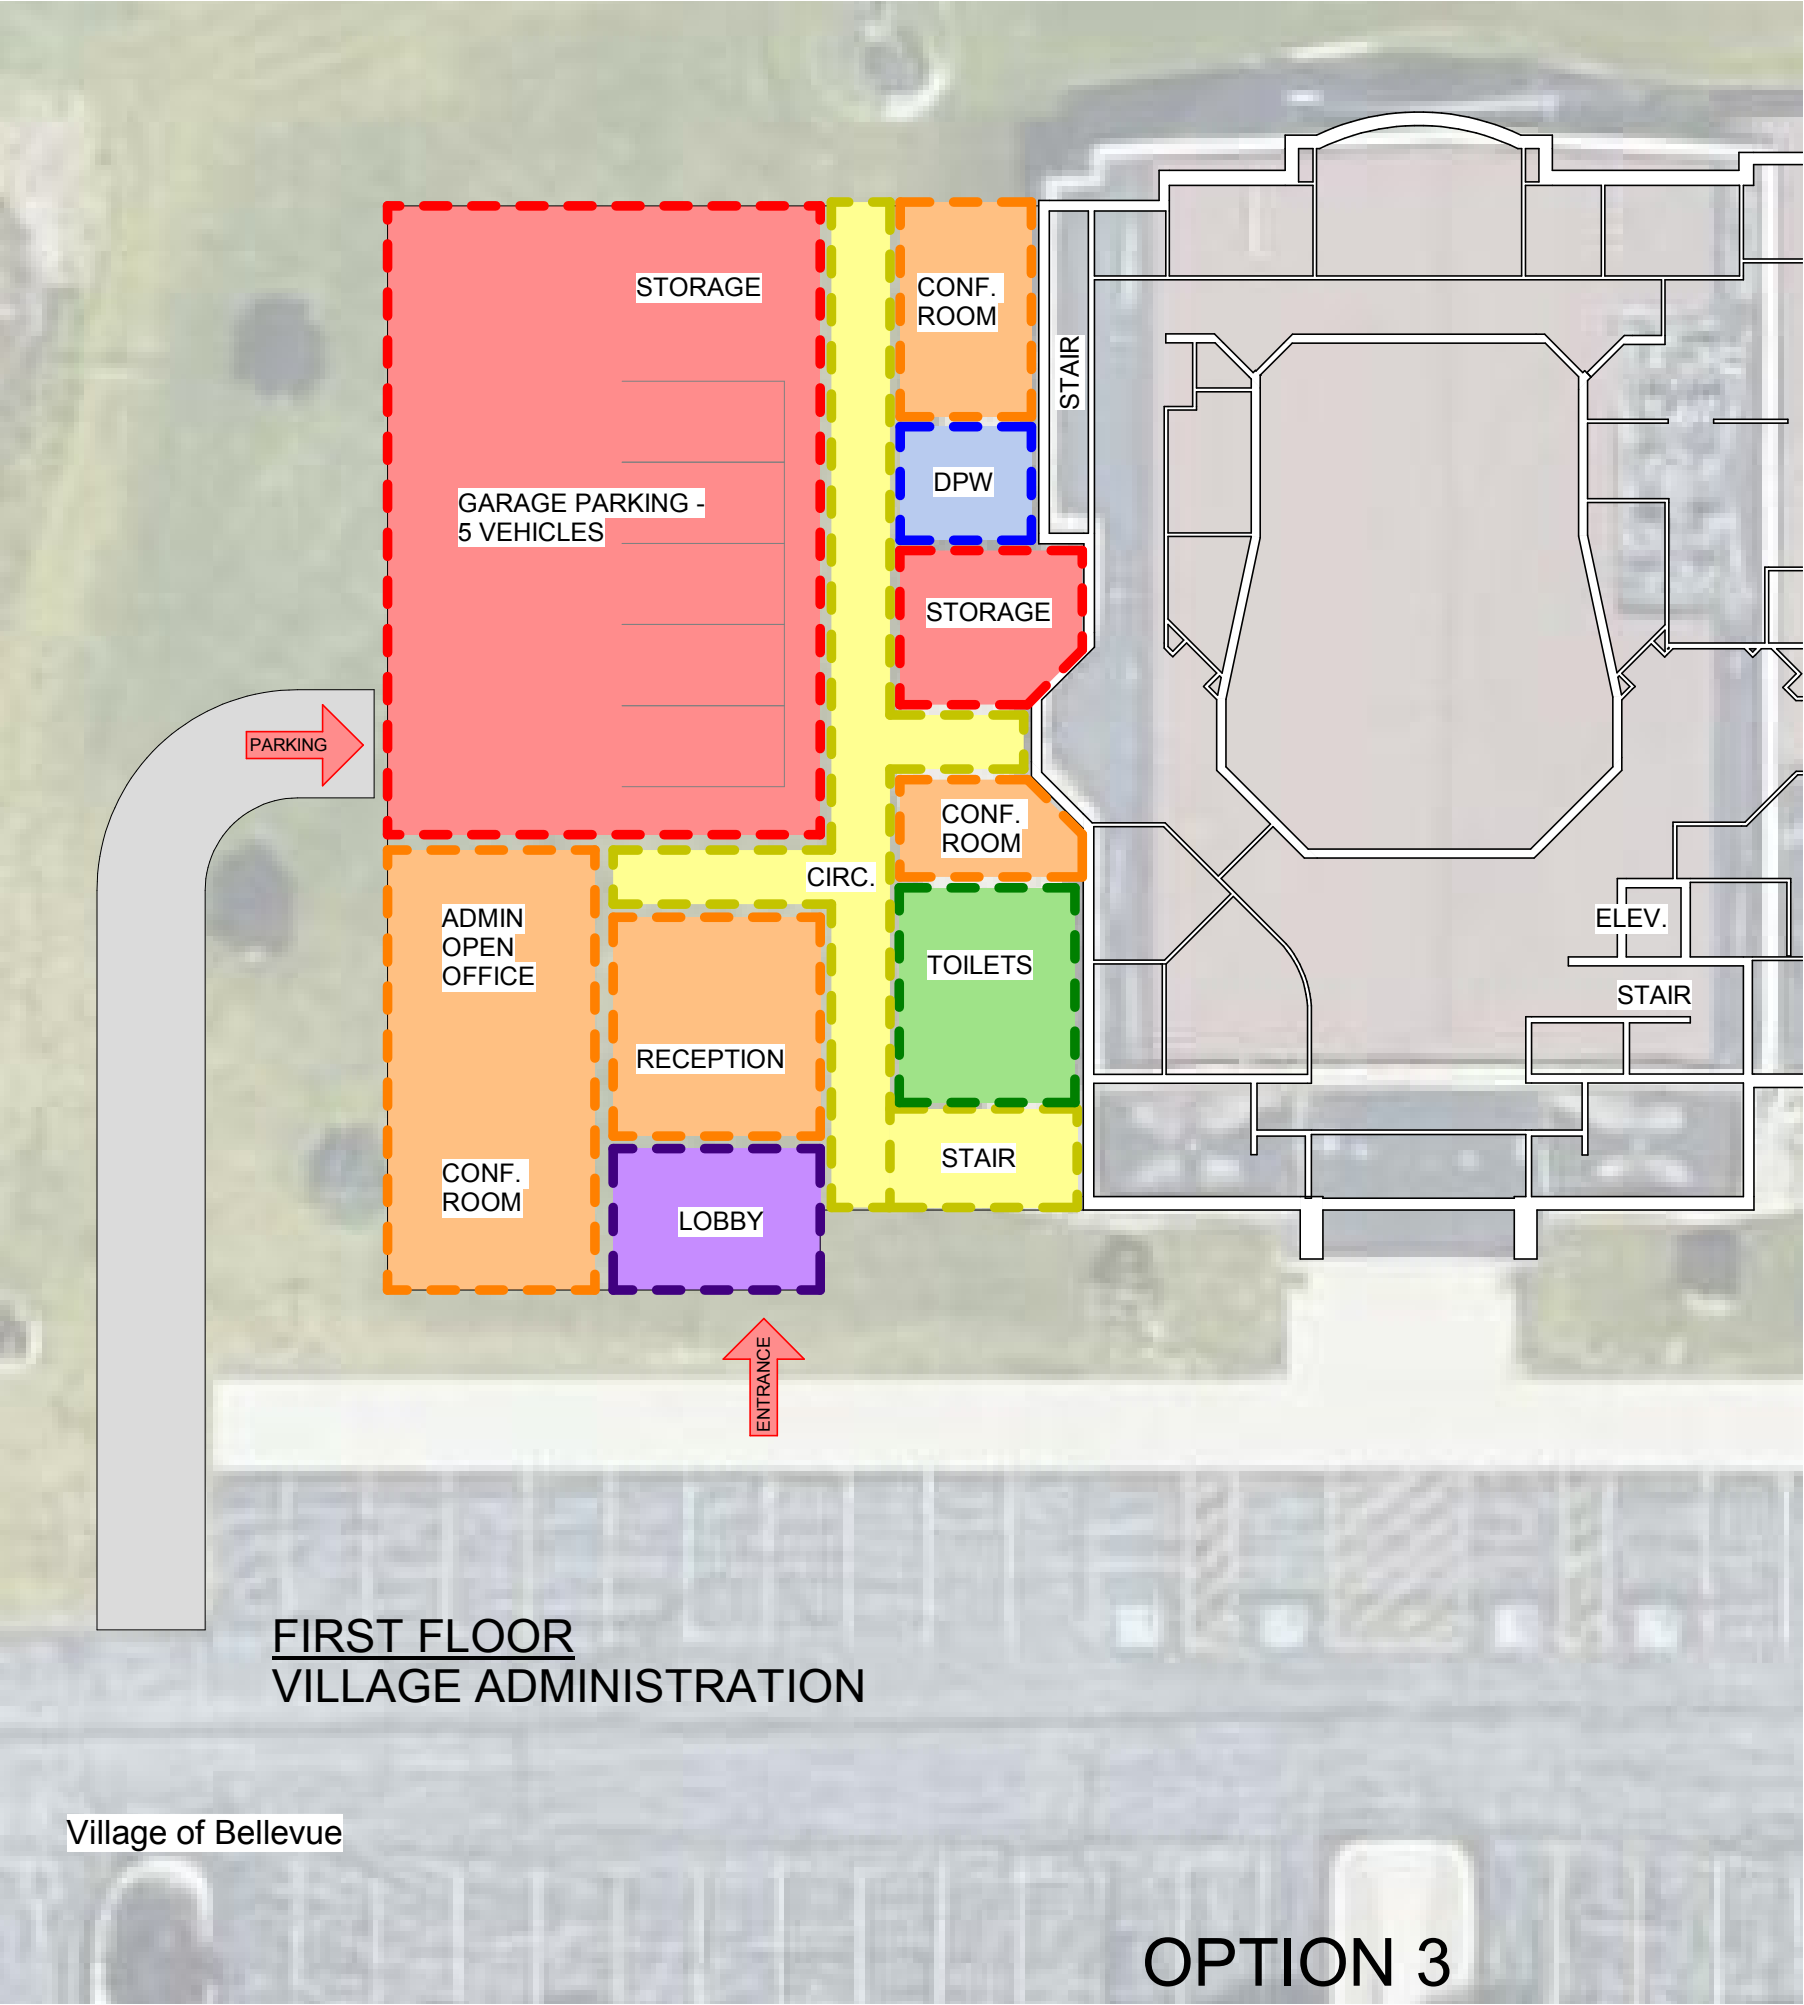 STORAGE
CONF.
ROOM
STAIR
DPW
GARAGE PARKING -
5 VEHICLES
STORAGE
PARKING
CONF.
ROOM
CIRC.
ADMIN
OPEN
OFFICE
TOILETS
ELEV.
STAIR
RECEPTION
CONF.
ROOM
STAIR
LOBBY
ENTRANCE
FIRST FLOOR
VILLAGE ADMINISTRATION
Village of Bellevue
OPTION 3